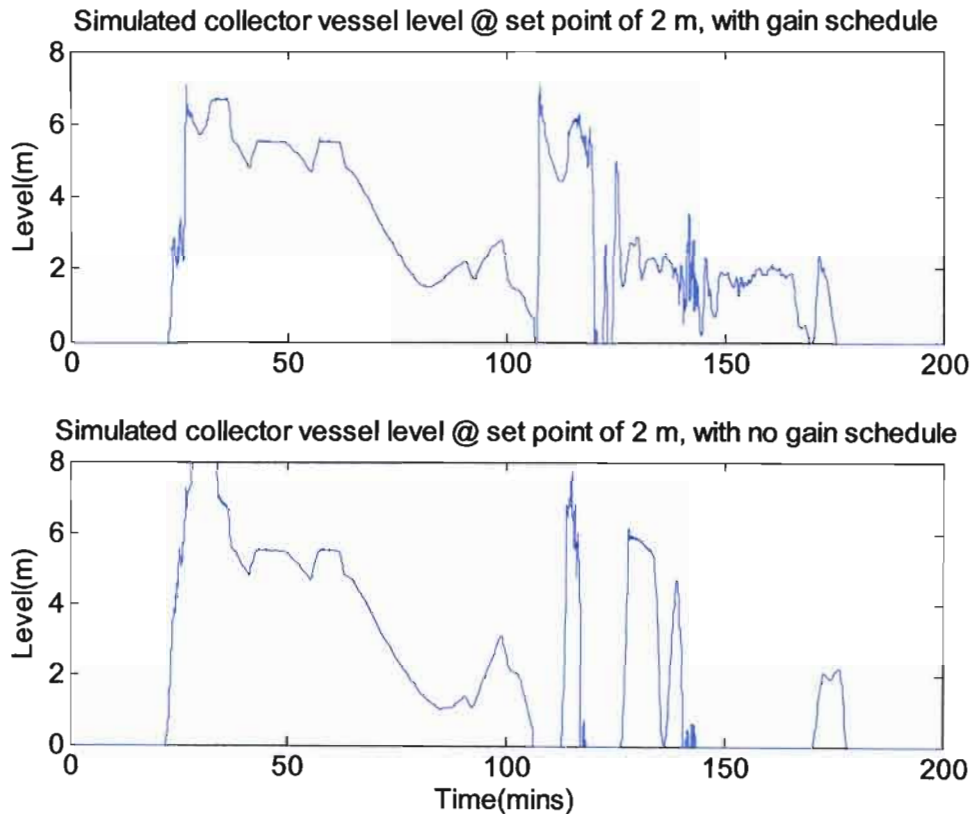 Simulated collector vessel level @ set point of 2 m, with gain schedule
8
6
4
2
0
Level(m)
0 50 100 150 200
Simulated collector vessel level @ set point of 2 m, with no gain schedule
8
6
4
2
0
Level(m)
0 50 100 150 200
Time(mins)